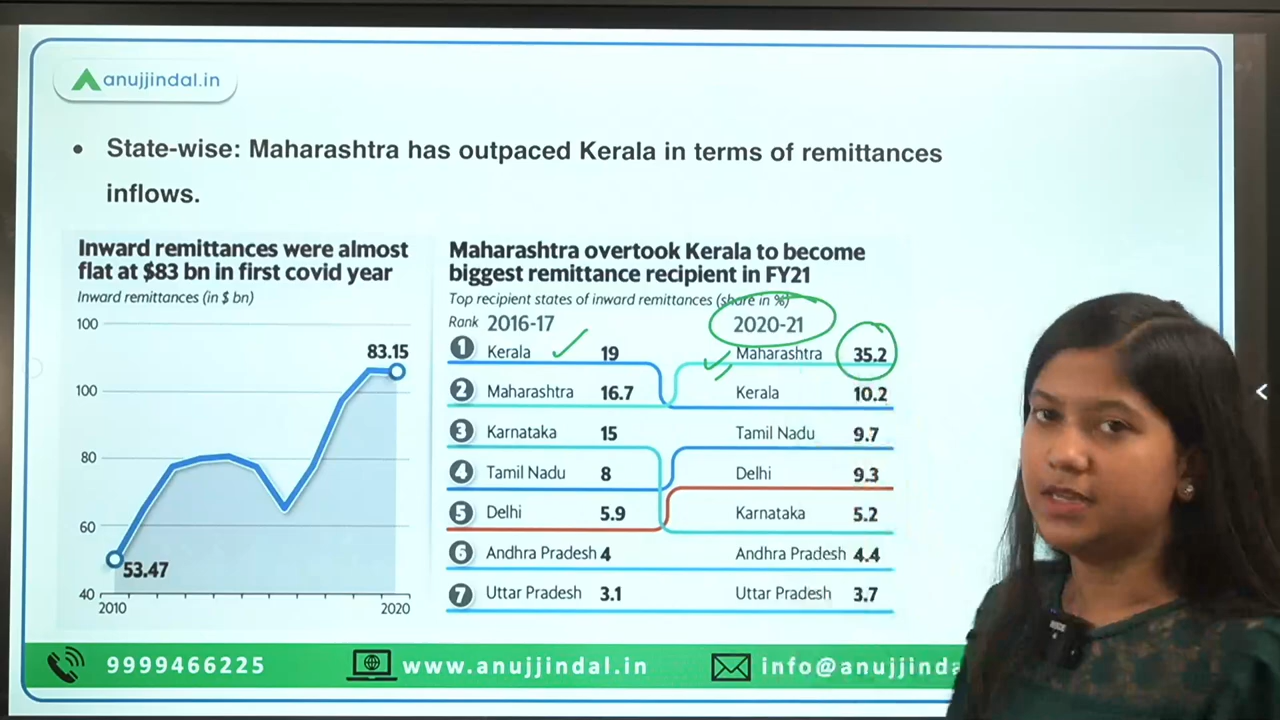 anujjindal.in
• State-wise: Maharashtra has outpaced Kerala in terms of remittances
inflows.
Inward remittances were almost
flat at $83 bn in first covid year
Inward remittances (in $ bn)
100
83.15
100
80
60
53.47
40
2010
2020
Maharashtra overtook Kerala to become
biggest remittance recipient in FY21
Top recipient states of inward remittances (share in %)
Rank 2016-17 2020-21
1 Kerala 19 Maharashtra 35.2
2 Maharashtra 16.7 Kerala 10.2
3 Karnataka 15 Tamil Nadu 9.7
4 Tamil Nadu 8 Delhi 9.3
5 Delhi 5.9 Karnataka 5.2
6 Andhra Pradesh 4 Andhra Pradesh 4.4
7 Uttar Pradesh 3.1 Uttar Pradesh 3.7
9999466225 www.anujjindal.in info@anujjinda